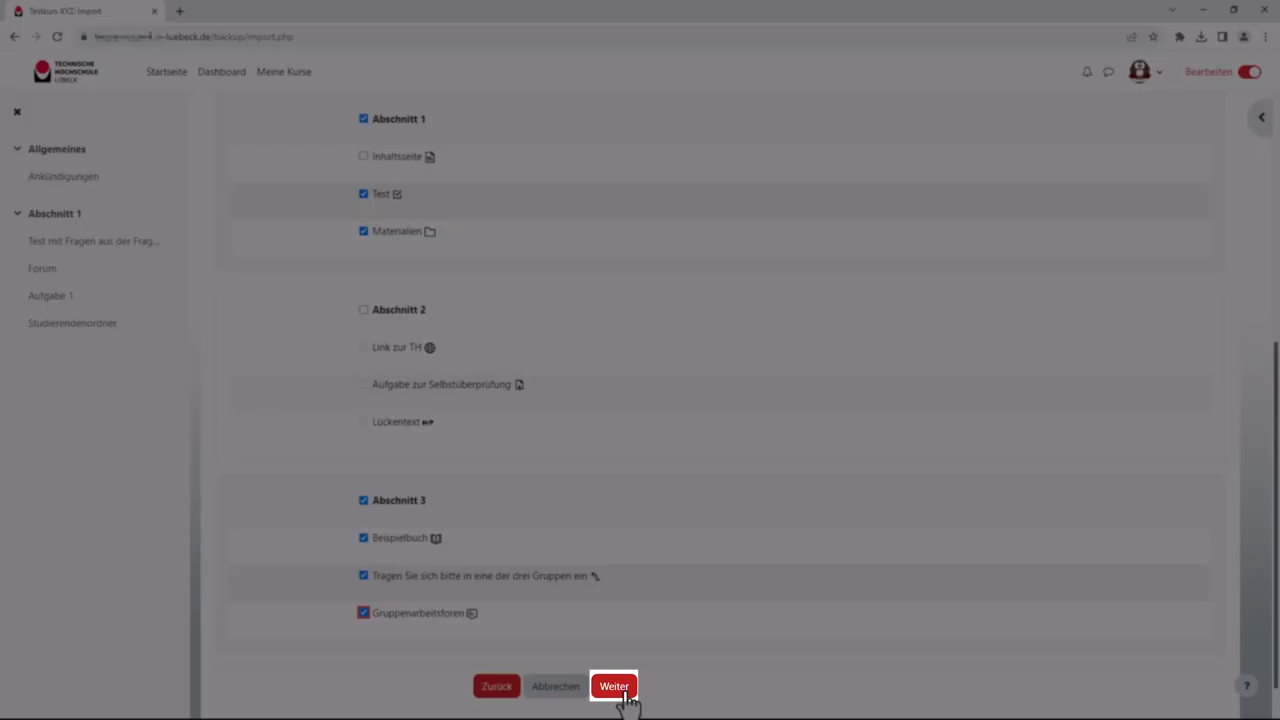 Testkurs XYZ: Import
-luebeck.de/backup/import.php
TECHNISCHE
HOCHSCHULE
LÜBECK
Startseite Dashboard Meine Kurse
Bearbeiten
Allgemeines
Ankündigungen
Abschnitt 1
Test mit Fragen aus der Frag...
Forum
Aufgabe 1
Studierendenordner
Abschnitt 1
Inhaltsseite
Test
Materialien
Abschnitt 2
Link zur TH
Aufgabe zur Selbstüberprüfung
Lückentext H-P
Abschnitt 3
Beispielbuch
Tragen Sie sich bitte in eine der drei Gruppen ein
Gruppenarbeitsforen
Zurück Abbrechen Weiter
?